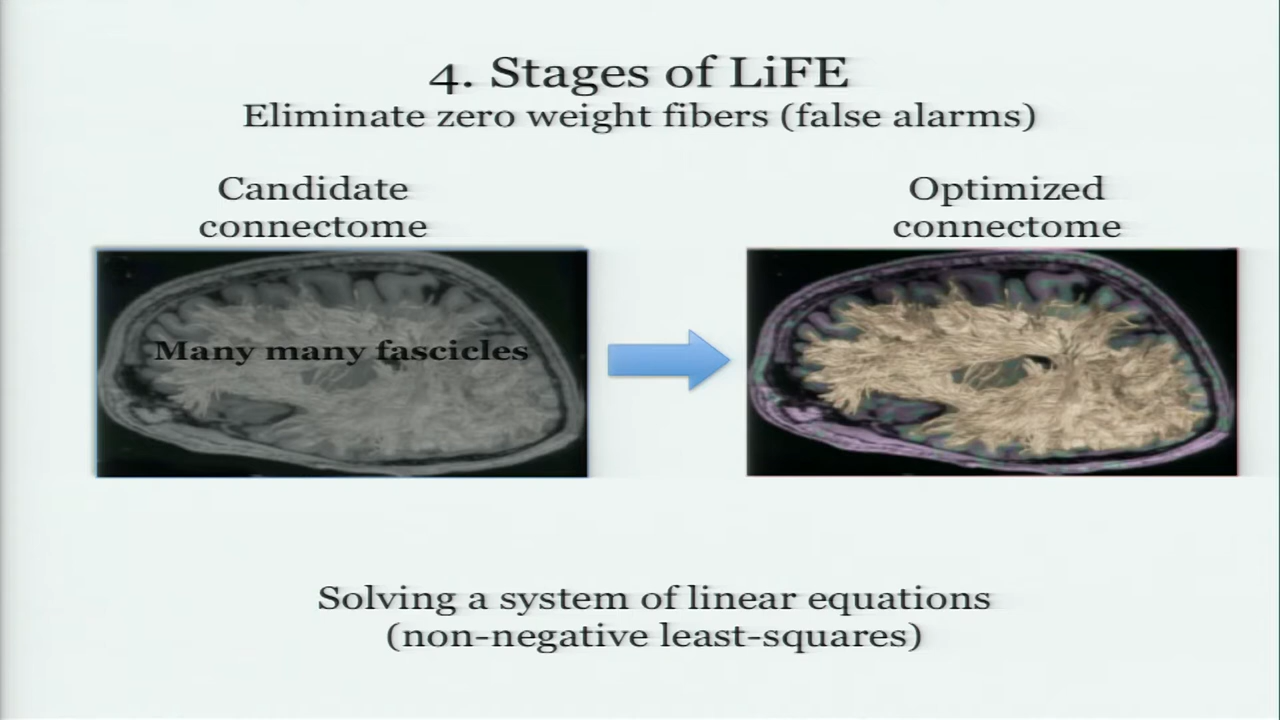 4. Stages of LiFE
Eliminate zero weight fibers (false alarms)
Candidate
connectome
Optimized
connectome
Many many fascicles
Solving a system of linear equations
(non-negative least-squares)